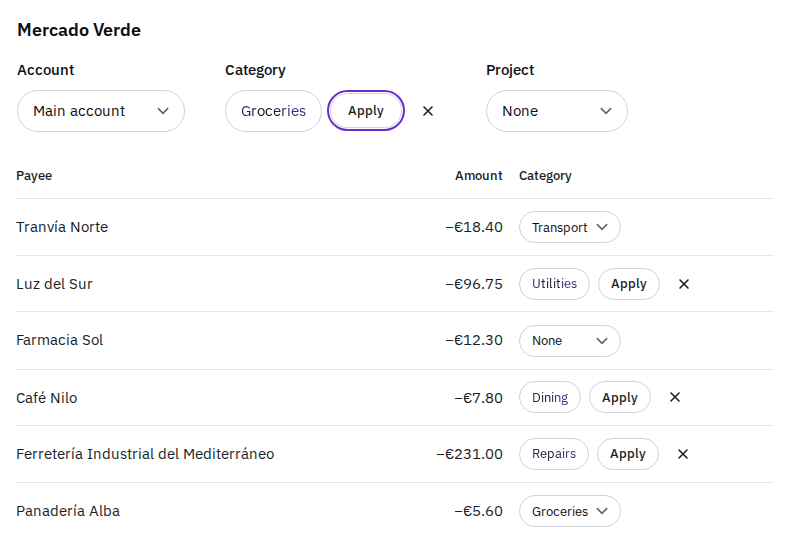 Mercado Verde
Account Category Project
Main account Groceries Apply None
Payee Amount Category
Tranvía Norte −€18.40 Transport
Luz del Sur −€96.75 Utilities Apply
Farmacia Sol −€12.30 None
Café Nilo −€7.80 Dining Apply
Ferretería Industrial del Mediterráneo −€231.00 Repairs Apply
Panadería Alba −€5.60 Groceries